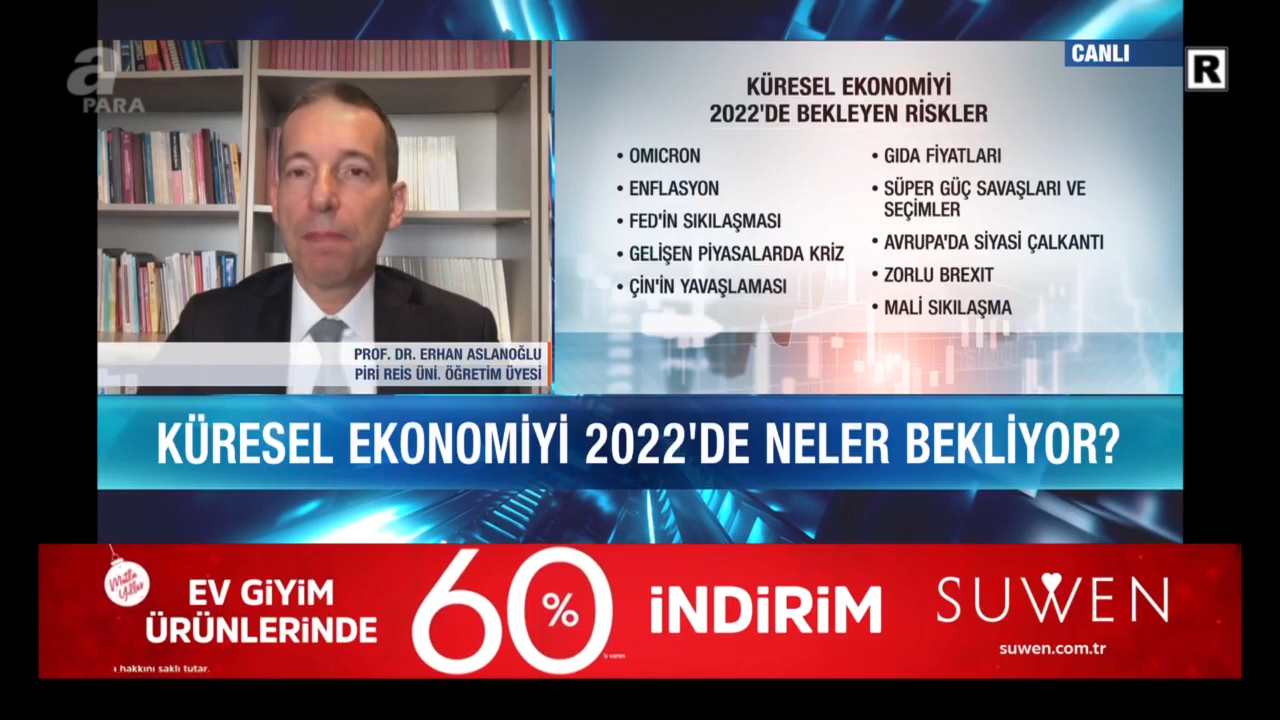 a
PARA
CANLI
R
KÜRESEL EKONOMİYİ
2022'DE BEKLEYEN RİSKLER
• OMICRON
• ENFLASYON
• FED'İN SIKILAŞMASI
• GELİŞEN PİYASALARDA KRİZ
• ÇİN'İN YAVAŞLAMASI
• GIDA FİYATLARI
• SÜPER GÜÇ SAVAŞLARI VE
SEÇİMLER
• AVRUPA'DA SİYASİ ÇALKANTI
• ZORLU BREXIT
• MALİ SIKILAŞMA
PROF. DR. ERHAN ASLANOĞLU
PİRİ REİS ÜNİ. ÖĞRETİM ÜYESİ
KÜRESEL EKONOMİYİ 2022'DE NELER BEKLİYOR?
Mutlu
Yıllar
EV GİYİM
ÜRÜNLERİNDE
60%
İNDİRİM
SUWEN
suwen.com.tr
hakkını saklı tutar.